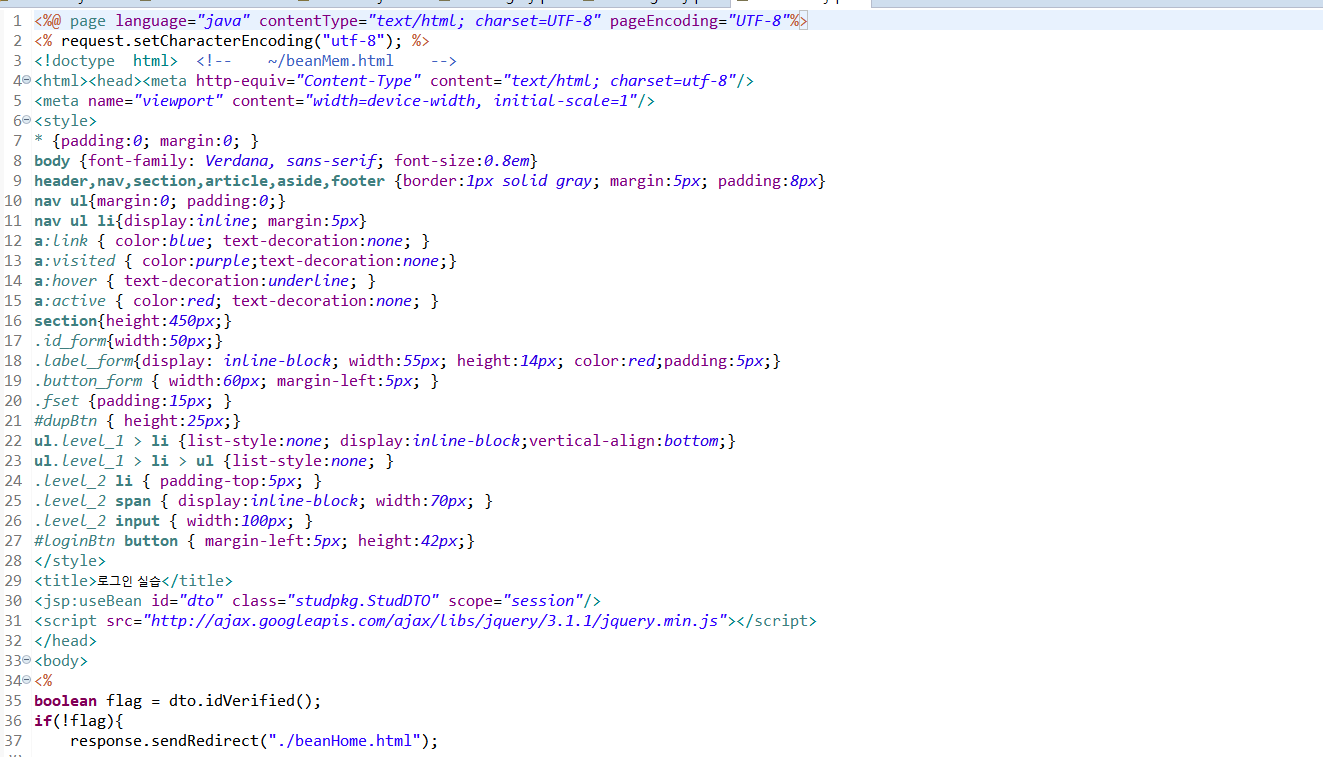 1 <%@ page language="java" contentType="text/html; charset=UTF-8" pageEncoding="UTF-8"%>
2 <% request.setCharacterEncoding("utf-8"); %>
3 <!doctype  html>  <!--    ~/beanMem.html    -->
4 <html><head><meta http-equiv="Content-Type" content="text/html; charset=utf-8"/>
5 <meta name="viewport" content="width=device-width, initial-scale=1"/>
6 <style>
7 * {padding:0; margin:0; }
8 body {font-family: Verdana, sans-serif; font-size:0.8em}
9 header,nav,section,article,aside,footer {border:1px solid gray; margin:5px; padding:8px}
10 nav ul{margin:0; padding:0;}
11 nav ul li{display:inline; margin:5px}
12 a:link { color:blue; text-decoration:none; }
13 a:visited { color:purple;text-decoration:none;}
14 a:hover { text-decoration:underline; }
15 a:active { color:red; text-decoration:none; }
16 section{height:450px;}
17 .id_form{width:50px;}
18 .label_form{display: inline-block; width:55px; height:14px; color:red;padding:5px;}
19 .button_form { width:60px; margin-left:5px; }
20 .fset {padding:15px; }
21 #dupBtn { height:25px;}
22 ul.level_1 > li {list-style:none; display:inline-block;vertical-align:bottom;}
23 ul.level_1 > li > ul {list-style:none; }
24 .level_2 li { padding-top:5px; }
25 .level_2 span { display:inline-block; width:70px; }
26 .level_2 input { width:100px; }
27 #loginBtn button { margin-left:5px; height:42px;}
28 </style>
29 <title>로그인 실습</title>
30 <jsp:useBean id="dto" class="studpkg.StudDTO" scope="session"/>
31 <script src="http://ajax.googleapis.com/ajax/libs/jquery/3.1.1/jquery.min.js"></script>
32 </head>
33 <body>
34 <%
35 boolean flag = dto.idVerified();
36 if(!flag){
37     response.sendRedirect("./beanHome.html");